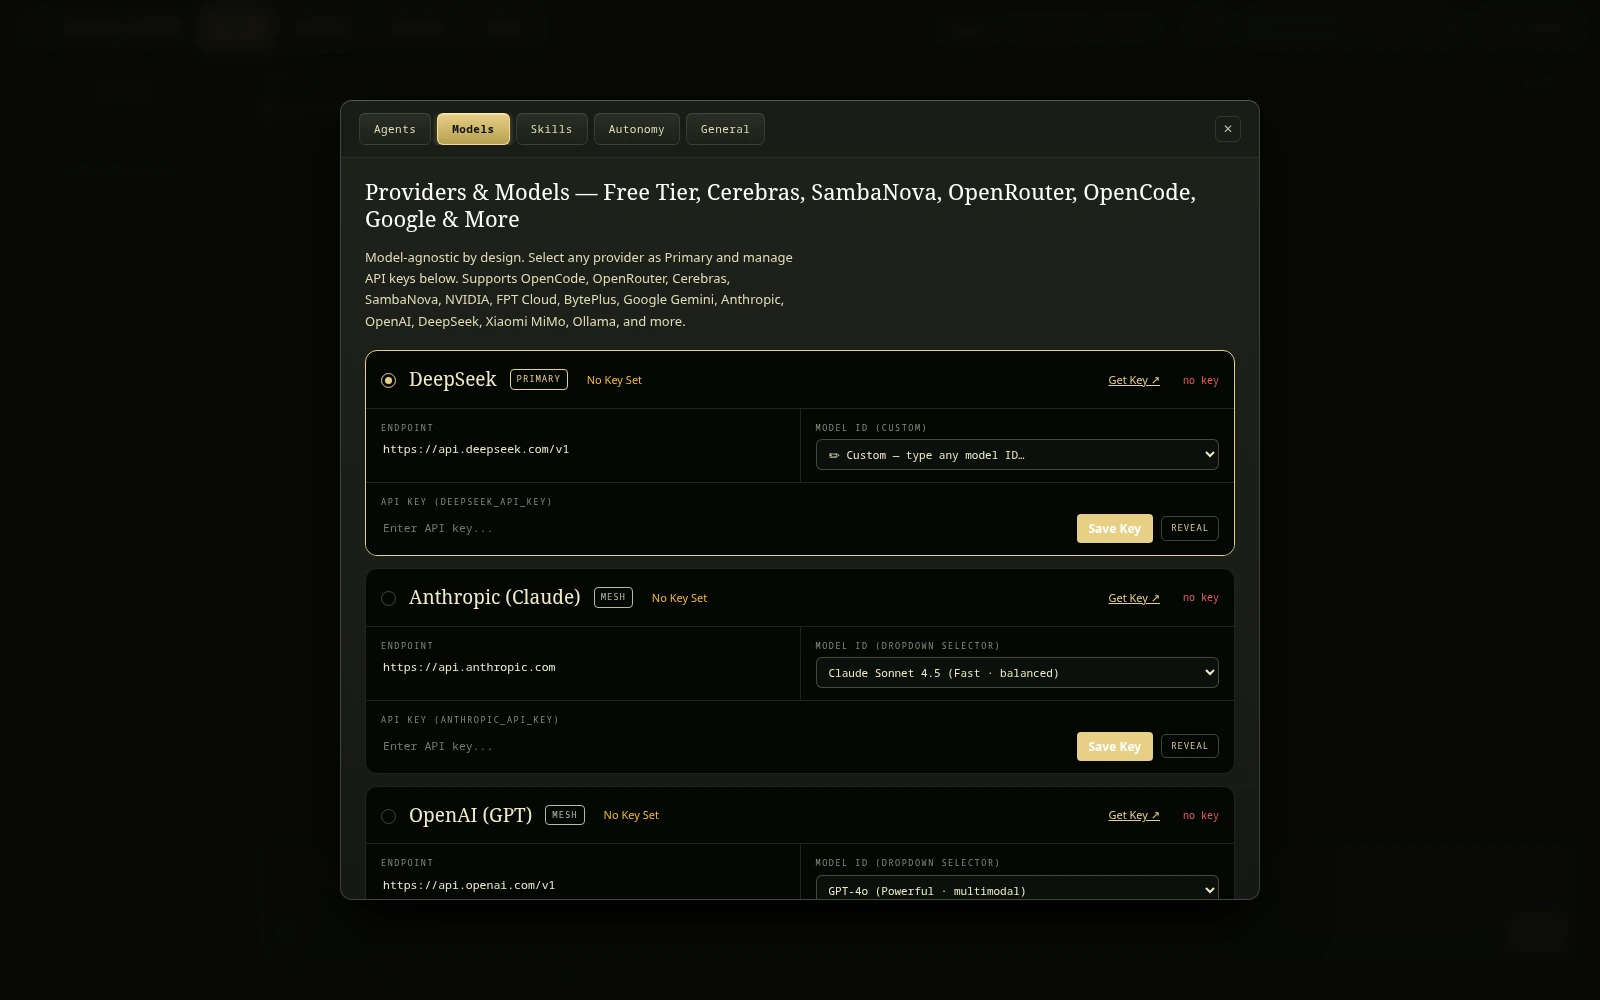 Agents Models Skills Autonomy General ✕
Providers & Models — Free Tier, Cerebras, SambaNova, OpenRouter, OpenCode,
Google & More
Model-agnostic by design. Select any provider as Primary and manage
API keys below. Supports OpenCode, OpenRouter, Cerebras,
SambaNova, NVIDIA, FPT Cloud, BytePlus, Google Gemini, Anthropic,
OpenAI, DeepSeek, Xiaomi MiMo, Ollama, and more.
DeepSeek PRIMARY No Key Set Get Key ↗ no key
ENDPOINT
https://api.deepseek.com/v1
MODEL ID (CUSTOM)
✏ Custom — type any model ID…
API KEY (DEEPSEEK_API_KEY)
Enter API key... Save Key REVEAL
Anthropic (Claude) MESH No Key Set Get Key ↗ no key
ENDPOINT
https://api.anthropic.com
MODEL ID (DROPDOWN SELECTOR)
Claude Sonnet 4.5 (Fast · balanced)
API KEY (ANTHROPIC_API_KEY)
Enter API key... Save Key REVEAL
OpenAI (GPT) MESH No Key Set Get Key ↗ no key
ENDPOINT
https://api.openai.com/v1
MODEL ID (DROPDOWN SELECTOR)
GPT-4o (Powerful · multimodal)